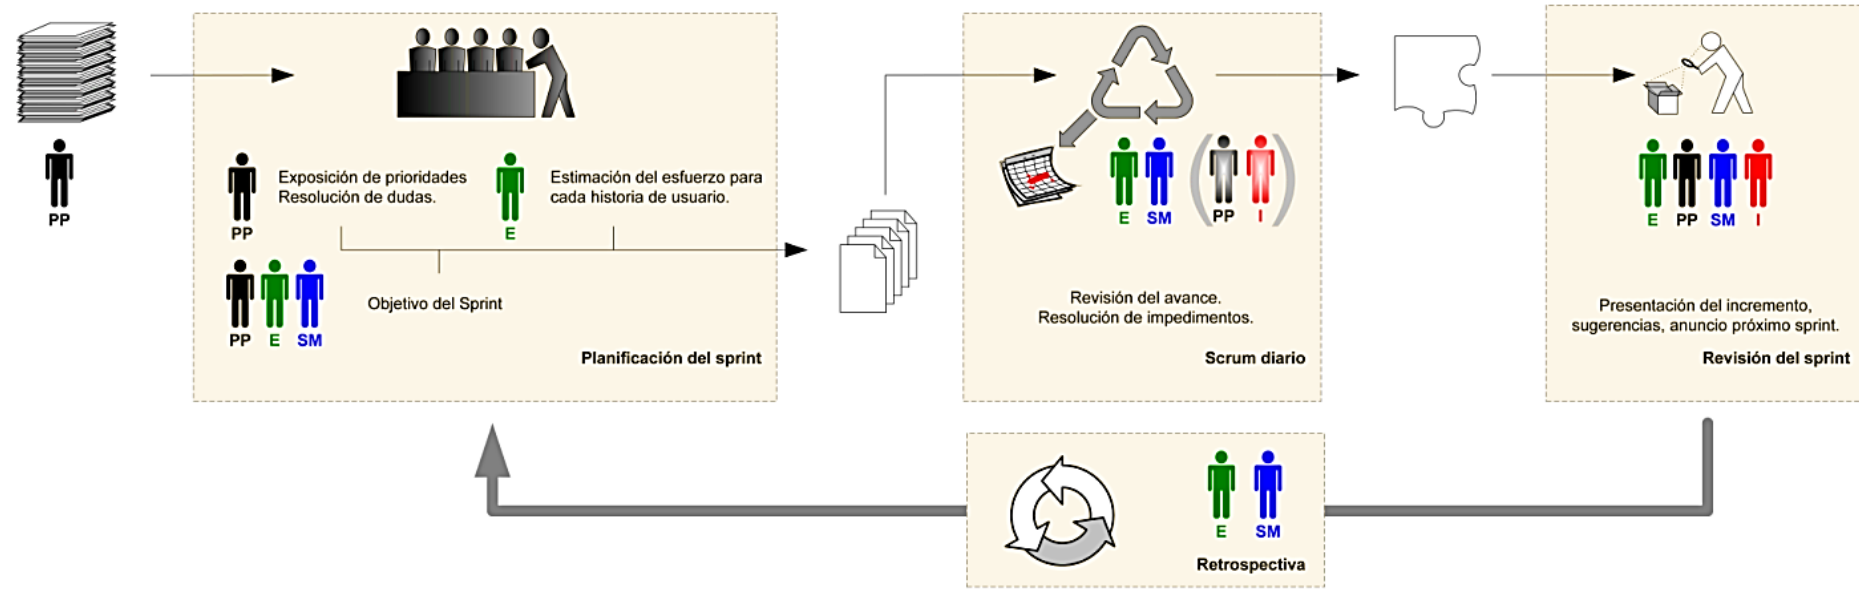 PP
Exposición de prioridades
Resolución de dudas.
PP
Estimación del esfuerzo para
cada historia de usuario.
E
PP E SM
Objetivo del Sprint
Planificación del sprint
E SM ( PP I )
Revisión del avance.
Resolución de impedimentos.
Scrum diario
E PP SM I
Presentación del incremento,
sugerencias, anuncio próximo sprint.
Revisión del sprint
E SM
Retrospectiva